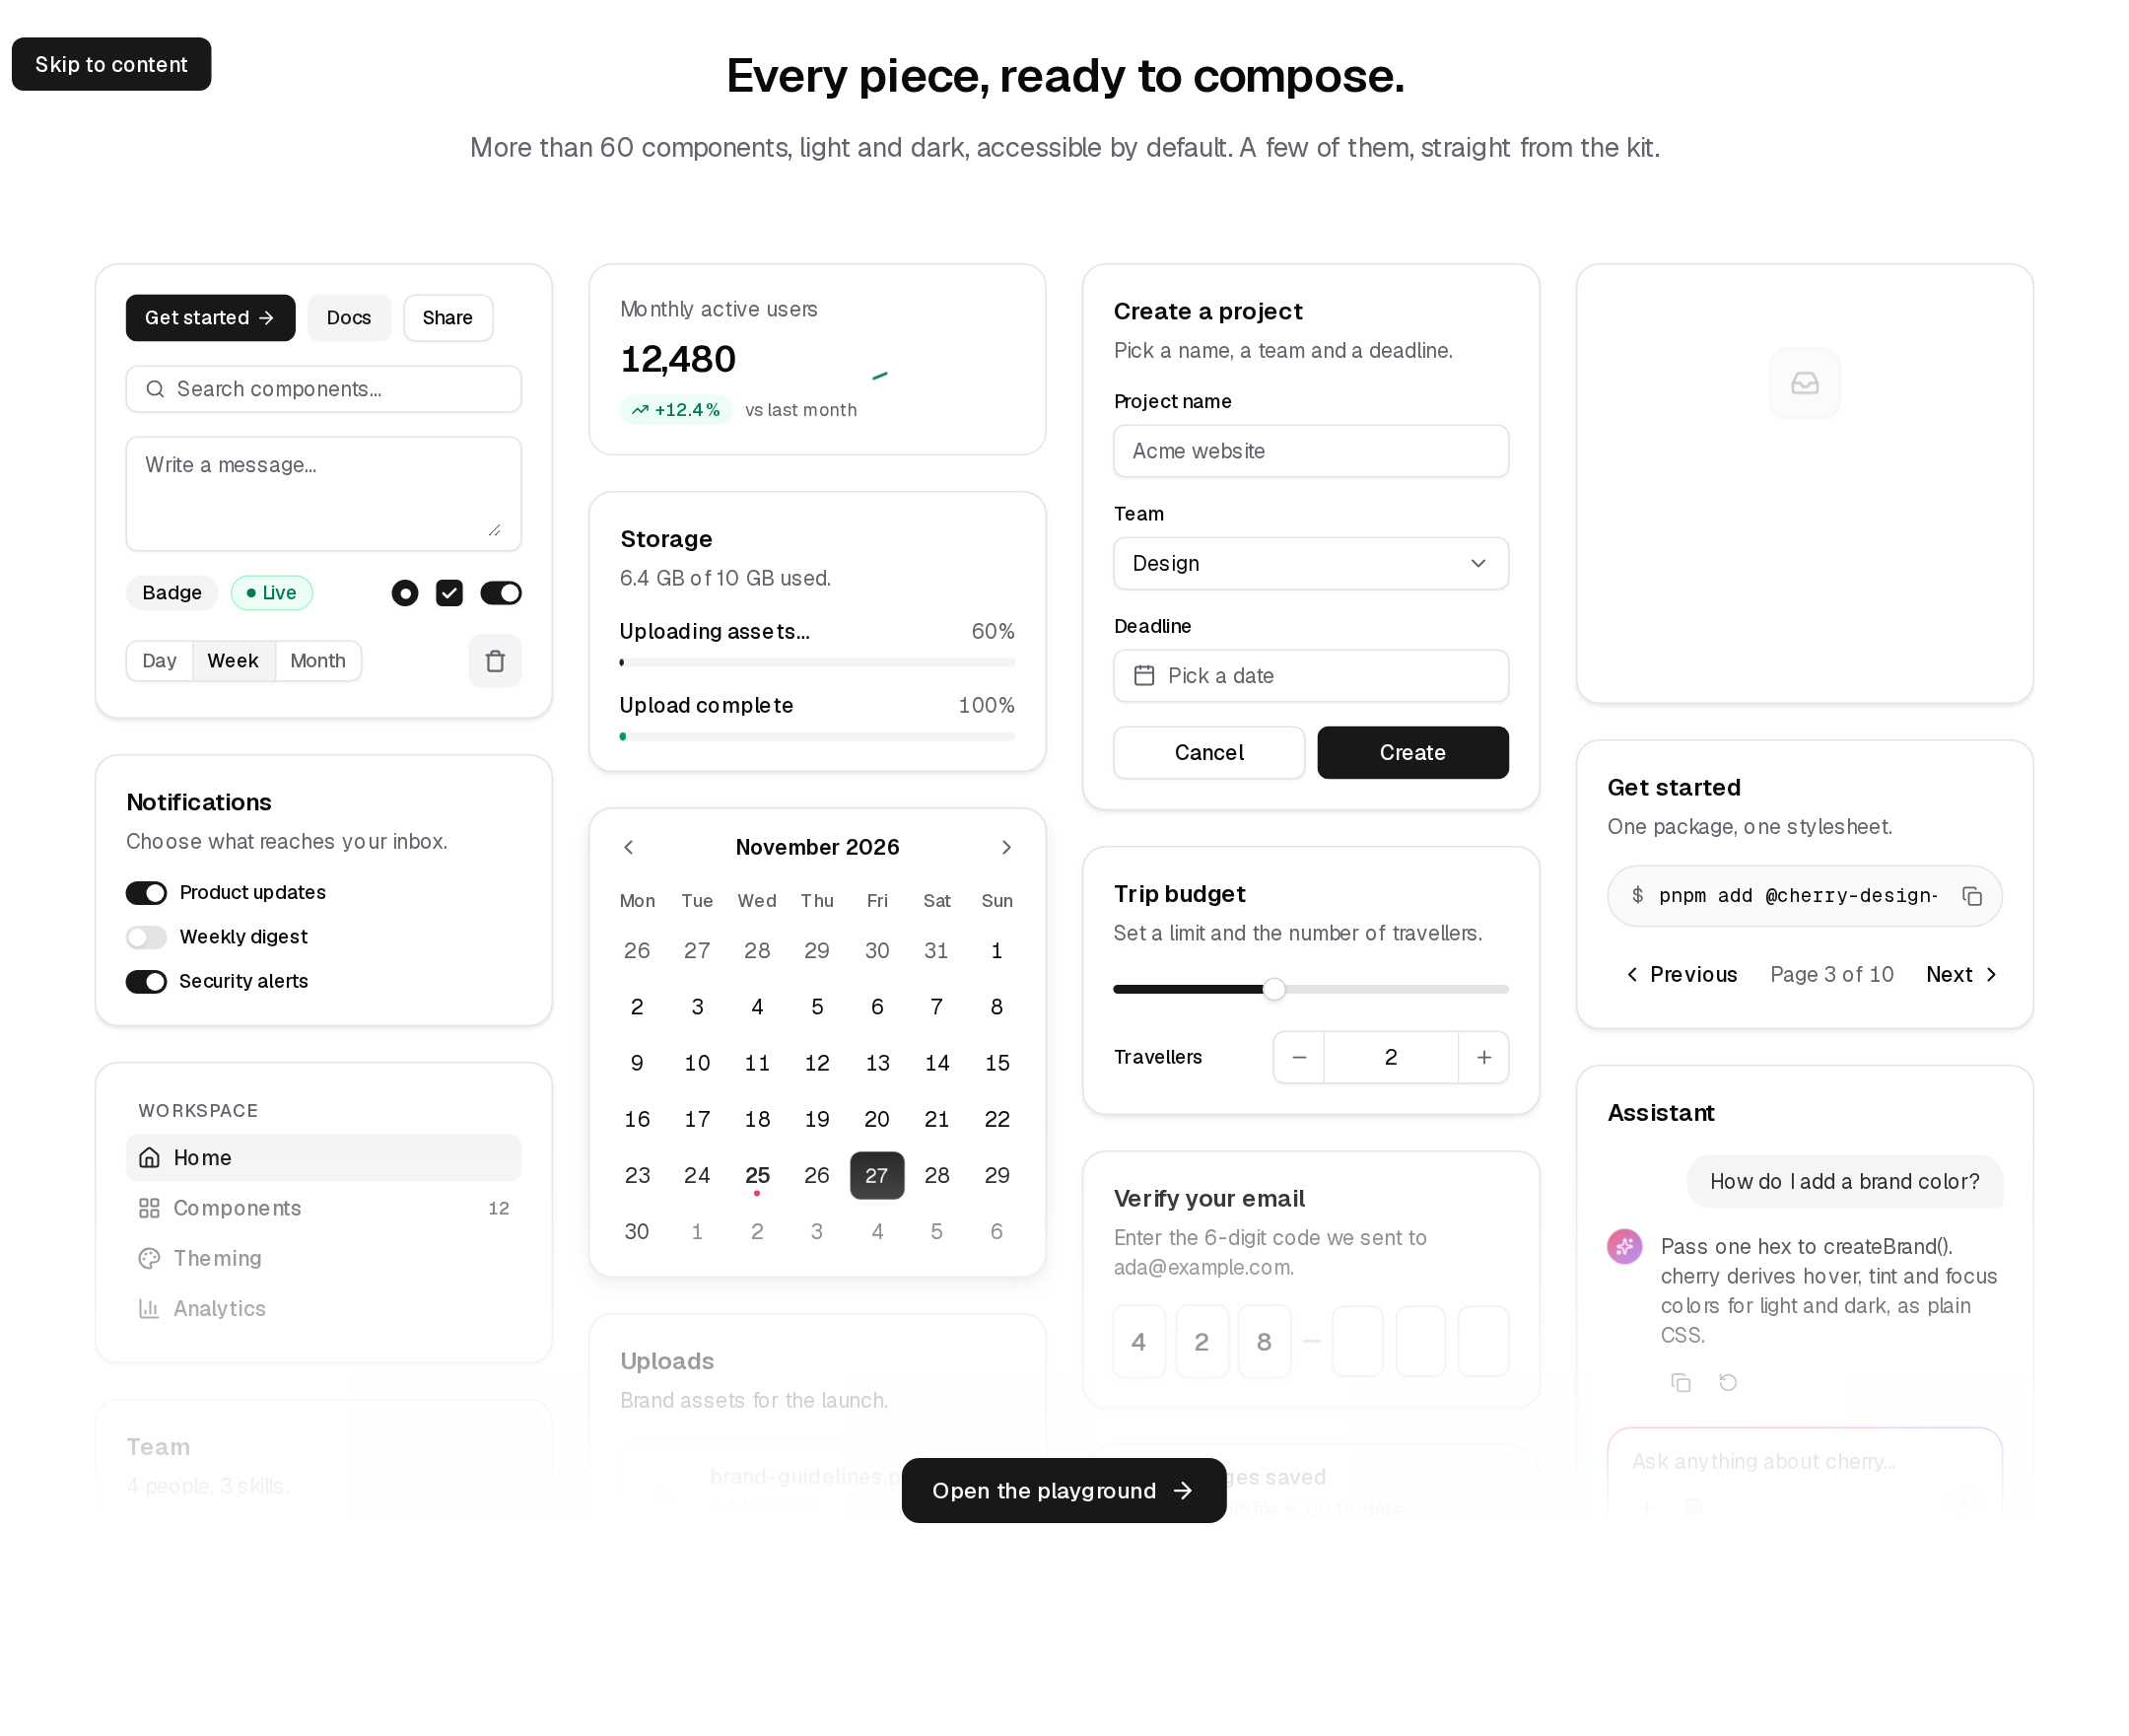 Skip to content
Every piece, ready to compose.
More than 60 components, light and dark, accessible by default. A few of them, straight from the kit.
Get started
Docs
Share
Search components...
Write a message...
Badge
Live
Day
Week
Month
Notifications
Choose what reaches your inbox.
Product updates
Weekly digest
Security alerts
WORKSPACE
Home
Components 12
Theming
Analytics
Team
4 people, 3 skills.
Monthly active users
12,480
+12.4% vs last month
Storage
6.4 GB of 10 GB used.
Uploading assets... 60%
Upload complete 100%
November 2026
Mon Tue Wed Thu Fri Sat Sun
26 27 28 29 30 31 1
2 3 4 5 6 7 8
9 10 11 12 13 14 15
16 17 18 19 20 21 22
23 24 25 26 27 28 29
30 1 2 3 4 5 6
Uploads
Brand assets for the launch.
brand-guidelines.p
Open the playground
Create a project
Pick a name, a team and a deadline.
Project name
Acme website
Team
Design
Deadline
Pick a date
Cancel
Create
Trip budget
Set a limit and the number of travellers.
Travellers
2
Verify your email
Enter the 6-digit code we sent to
ada@example.com.
4 2 8
ges saved
is up to date.
Get started
One package, one stylesheet.
$ pnpm add @cherry-design-
Previous
Page 3 of 10
Next
Assistant
How do I add a brand color?
Pass one hex to createBrand().
cherry derives hover, tint and focus
colors for light and dark, as plain
CSS.
Ask anything about cherry...